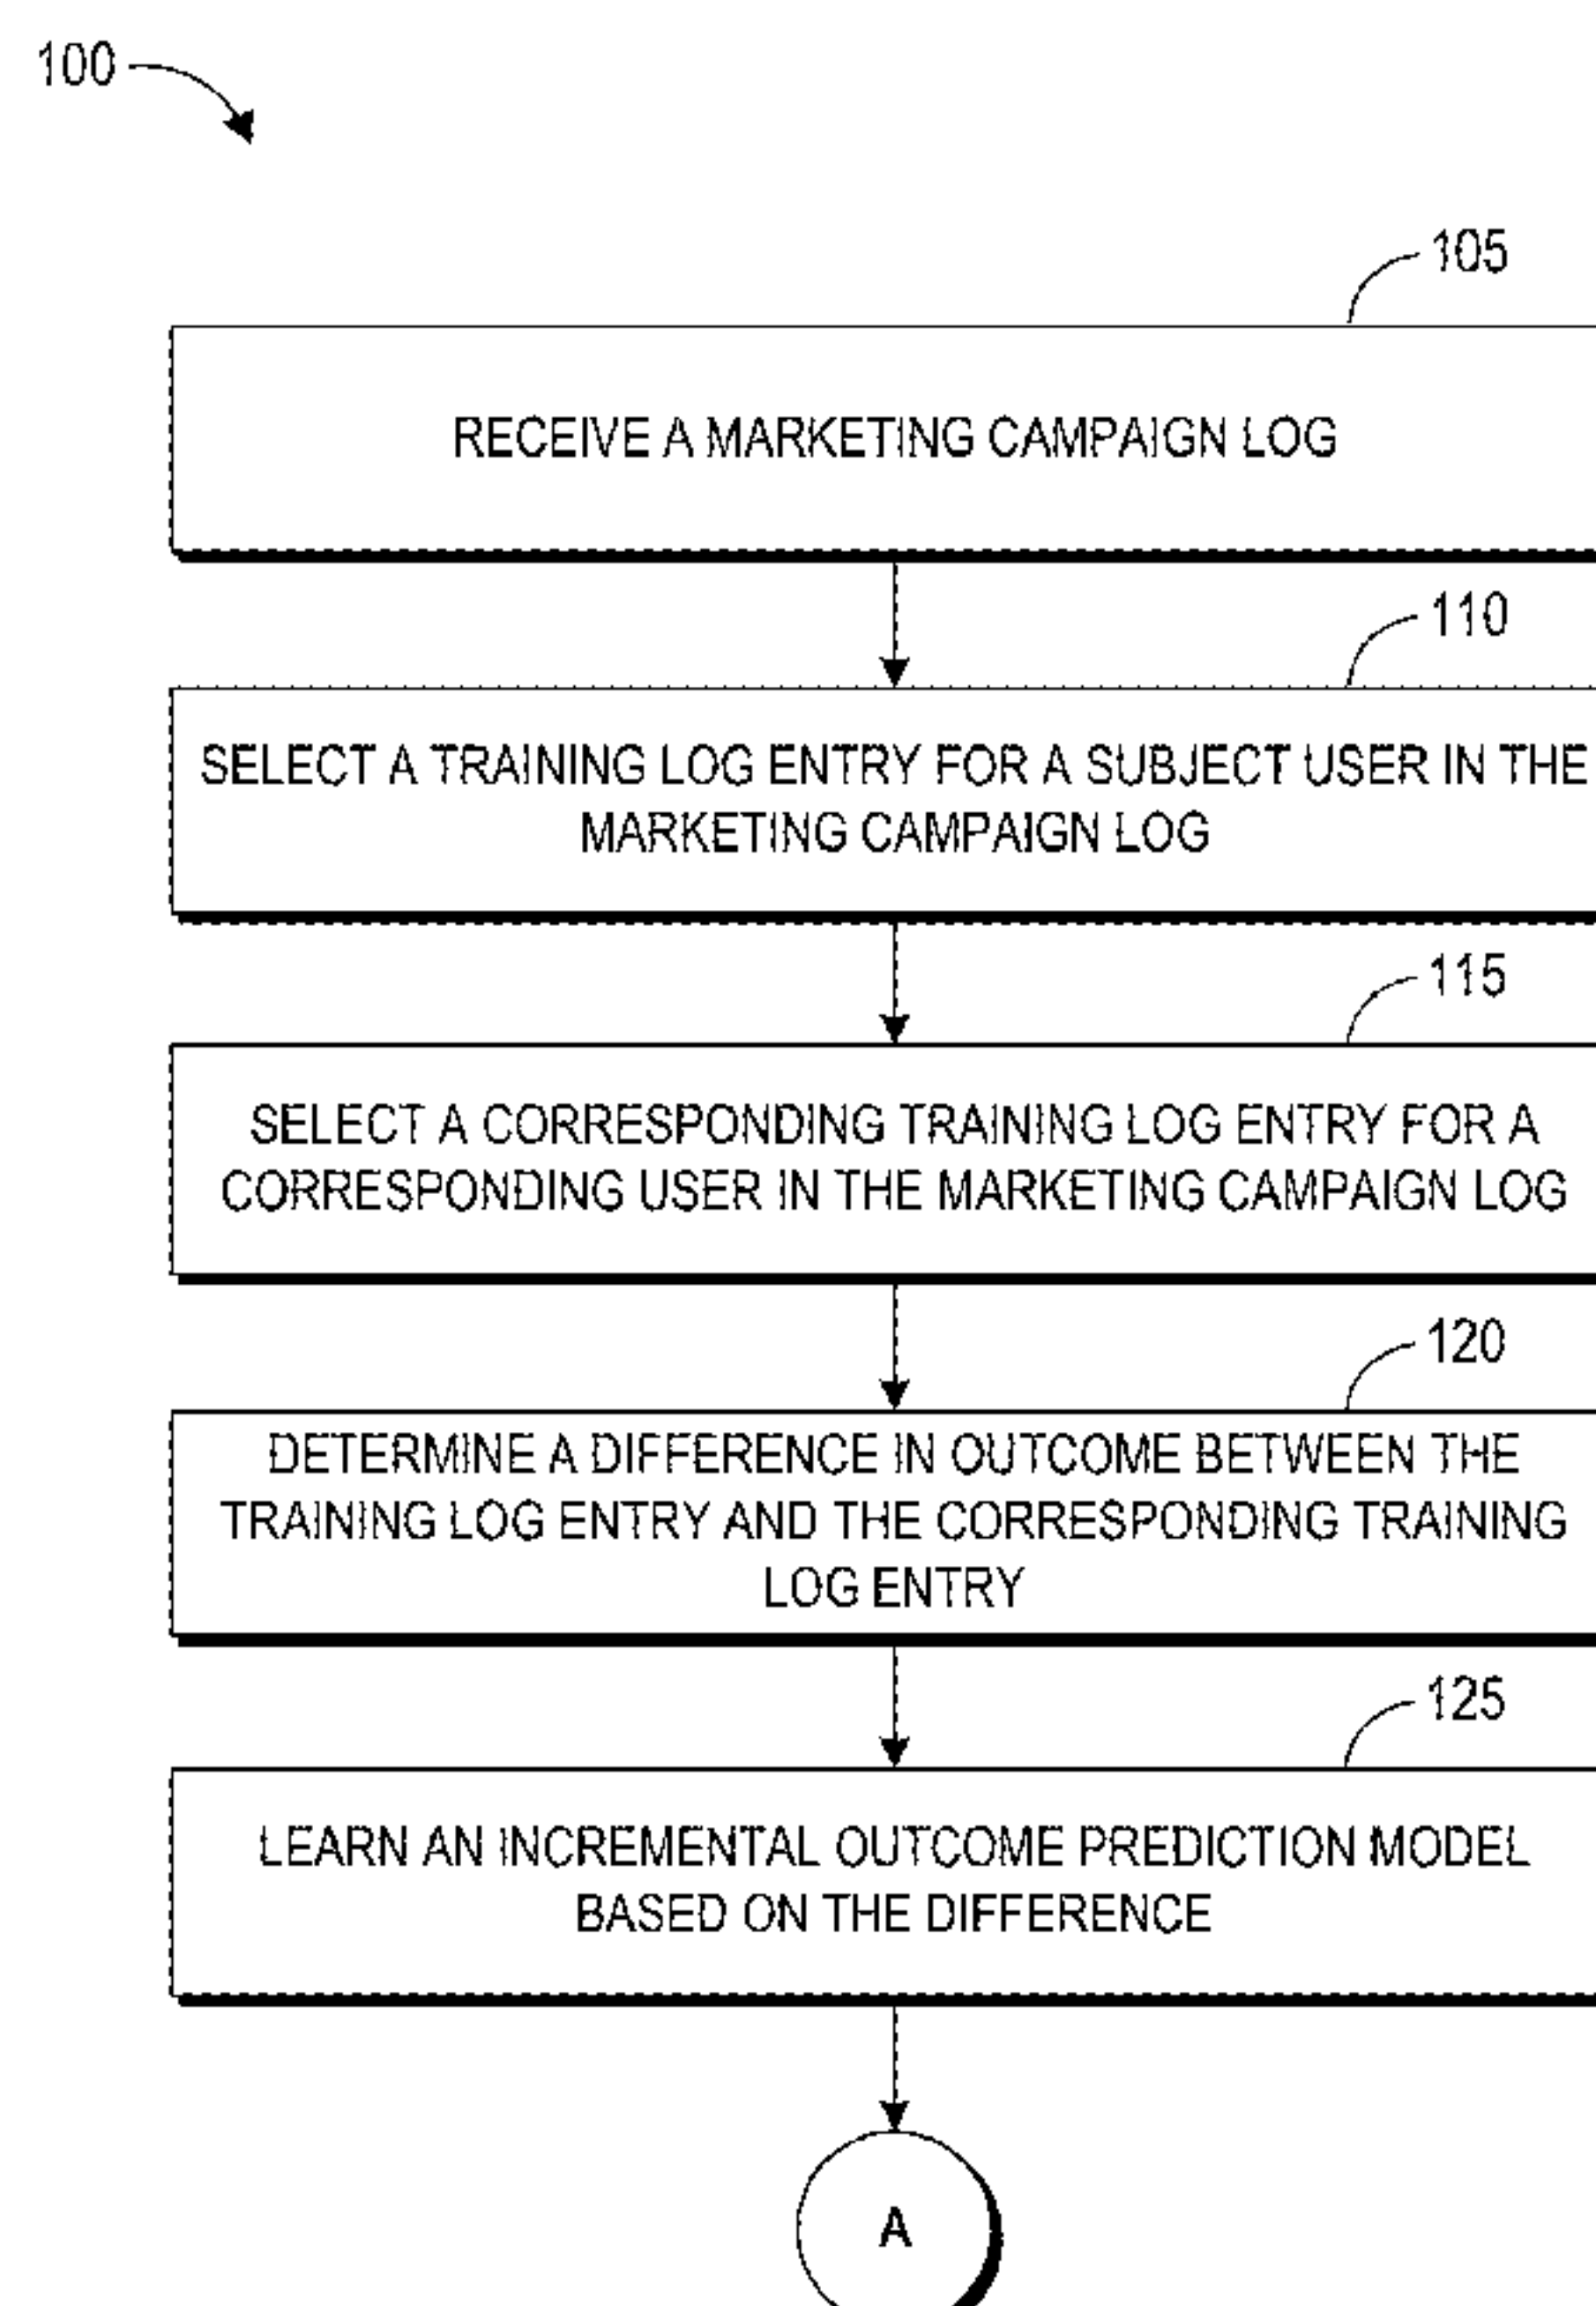 100
105
RECEIVE A MARKETING CAMPAIGN LOG
110
SELECT A TRAINING LOG ENTRY FOR A SUBJECT USER IN THE
MARKETING CAMPAIGN LOG
115
SELECT A CORRESPONDING TRAINING LOG ENTRY FOR A
CORRESPONDING USER IN THE MARKETING CAMPAIGN LOG
120
DETERMINE A DIFFERENCE IN OUTCOME BETWEEN THE
TRAINING LOG ENTRY AND THE CORRESPONDING TRAINING
LOG ENTRY
125
LEARN AN INCREMENTAL OUTCOME PREDICTION MODEL
BASED ON THE DIFFERENCE
A